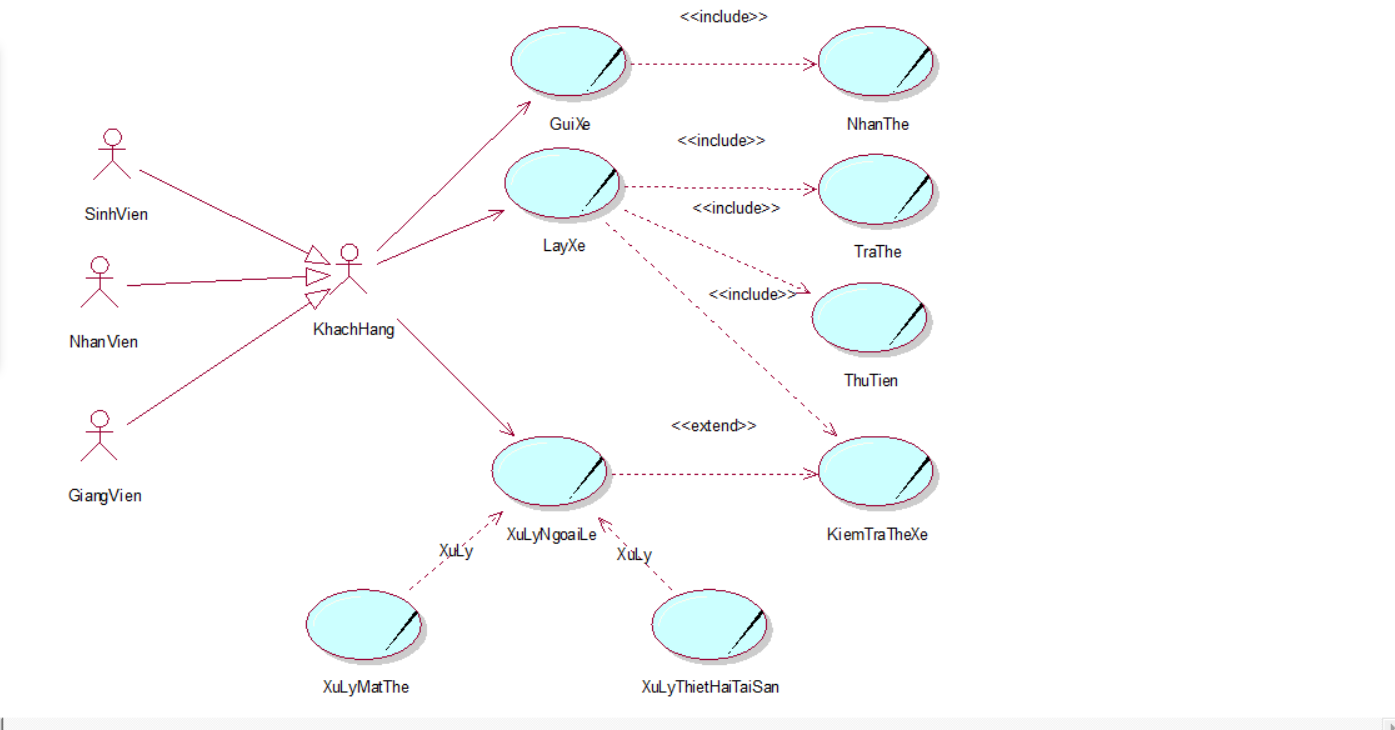 <<include>>
GuiXe
NhanThe
<<include>>
SinhVien
<<include>>
LayXe
TraThe
<<include>>
KhachHang
NhanVien
ThuTien
<<extend>>
GiangVien
XuLyNgoaiLe
KiemTraTheXe
XuLy
XuLy
XuLyMatThe
XuLyThietHaiTaiSan